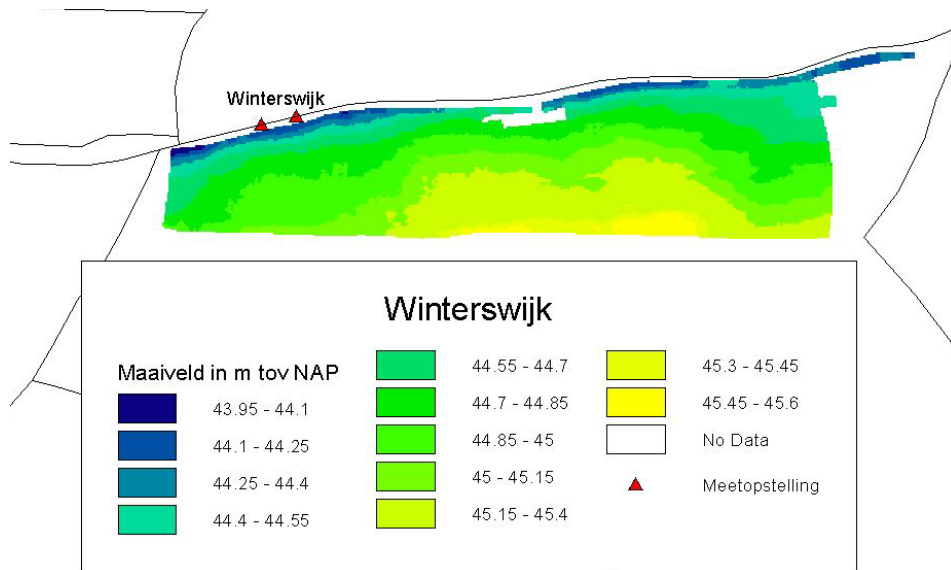 Winterswijk
Winterswijk
Maaiveld in m tov NAP
43.95 - 44.1
44.1 - 44.25
44.25 - 44.4
44.4 - 44.55
44.55 - 44.7
44.7 - 44.85
44.85 - 45
45 - 45.15
45.15 - 45.4
45.3 - 45.45
45.45 - 45.6
No Data
Meetopstelling